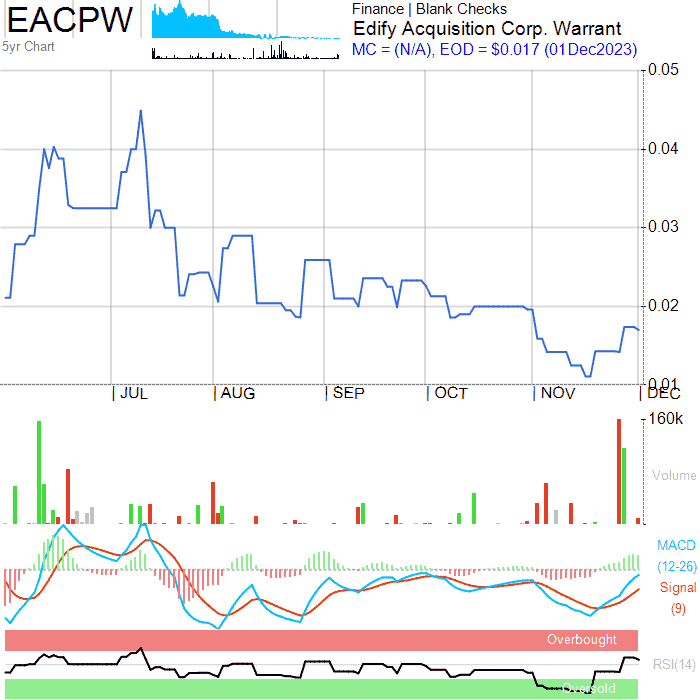 EACPW
5yr Chart
Finance | Blank Checks
Edify Acquisition Corp. Warrant
MC = (N/A), EOD = $0.017 (01Dec2023)
0.05
0.04
0.03
0.02
0.01
JUL AUG SEP OCT NOV DEC
160k
Volume
MACD
(12-26)
Signal
(9)
Overbought
RSI(14)
Oversold